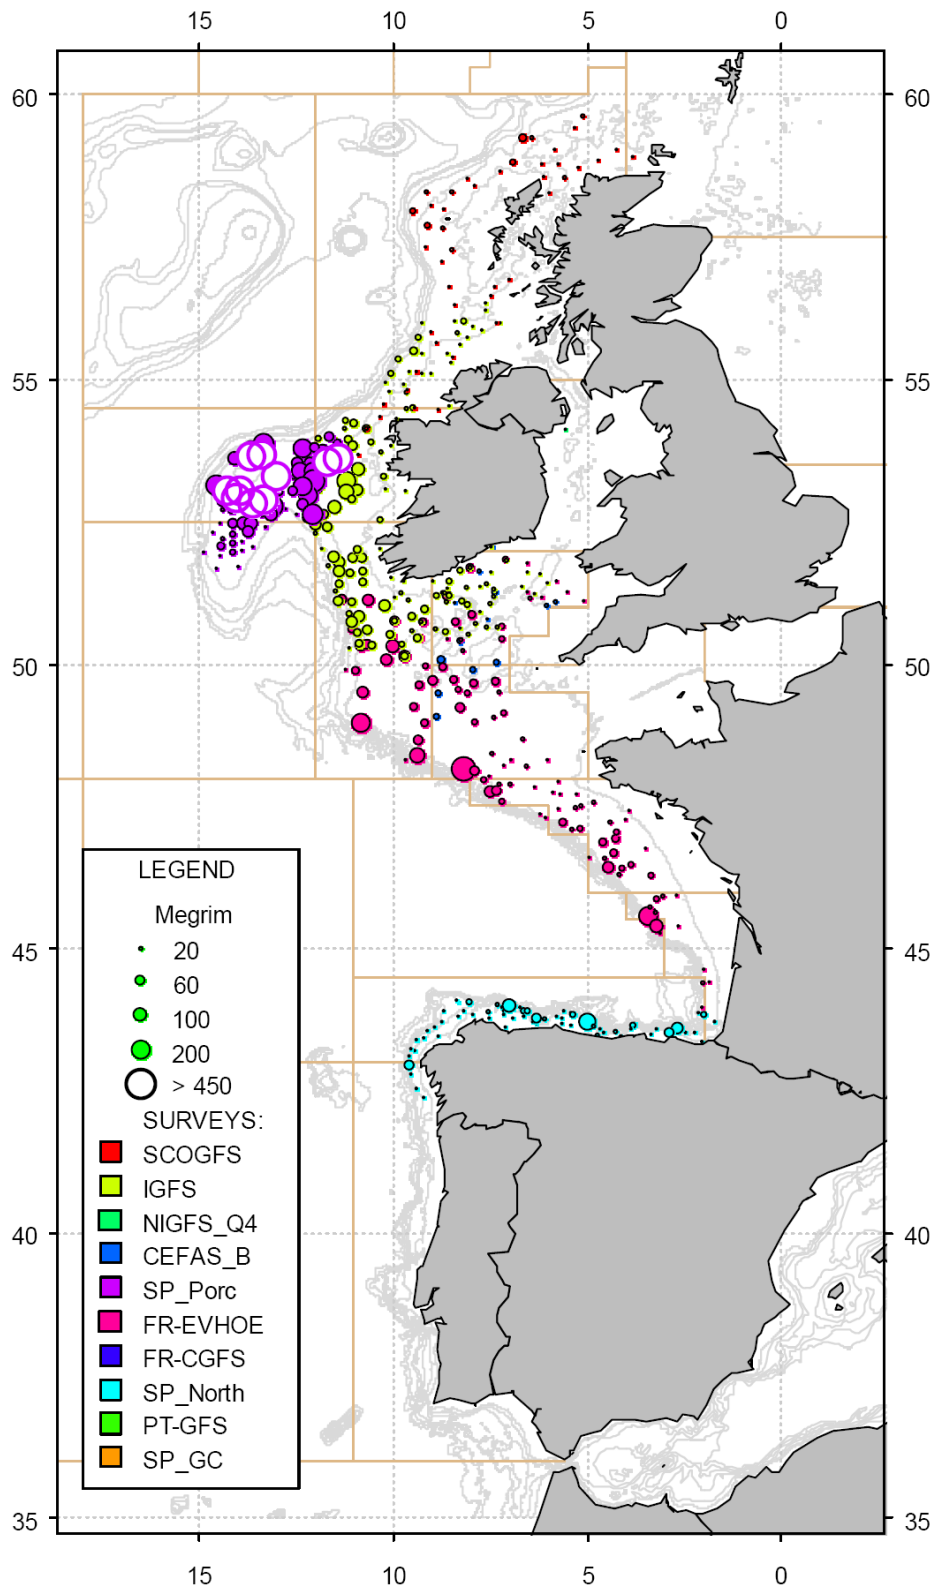 15 10 5 0
60 60
55 55
50 50
45 45
LEGEND
Megrim
20
60
100
200
> 450
SURVEYS:
SCOGFS
IGFS
NIGFS_Q4
CEFAS_B
40 40
SP_Porc
FR-EVHOE
FR-CGFS
SP_North
PT-GFS
SP_GC
35 35
15 10 5 0